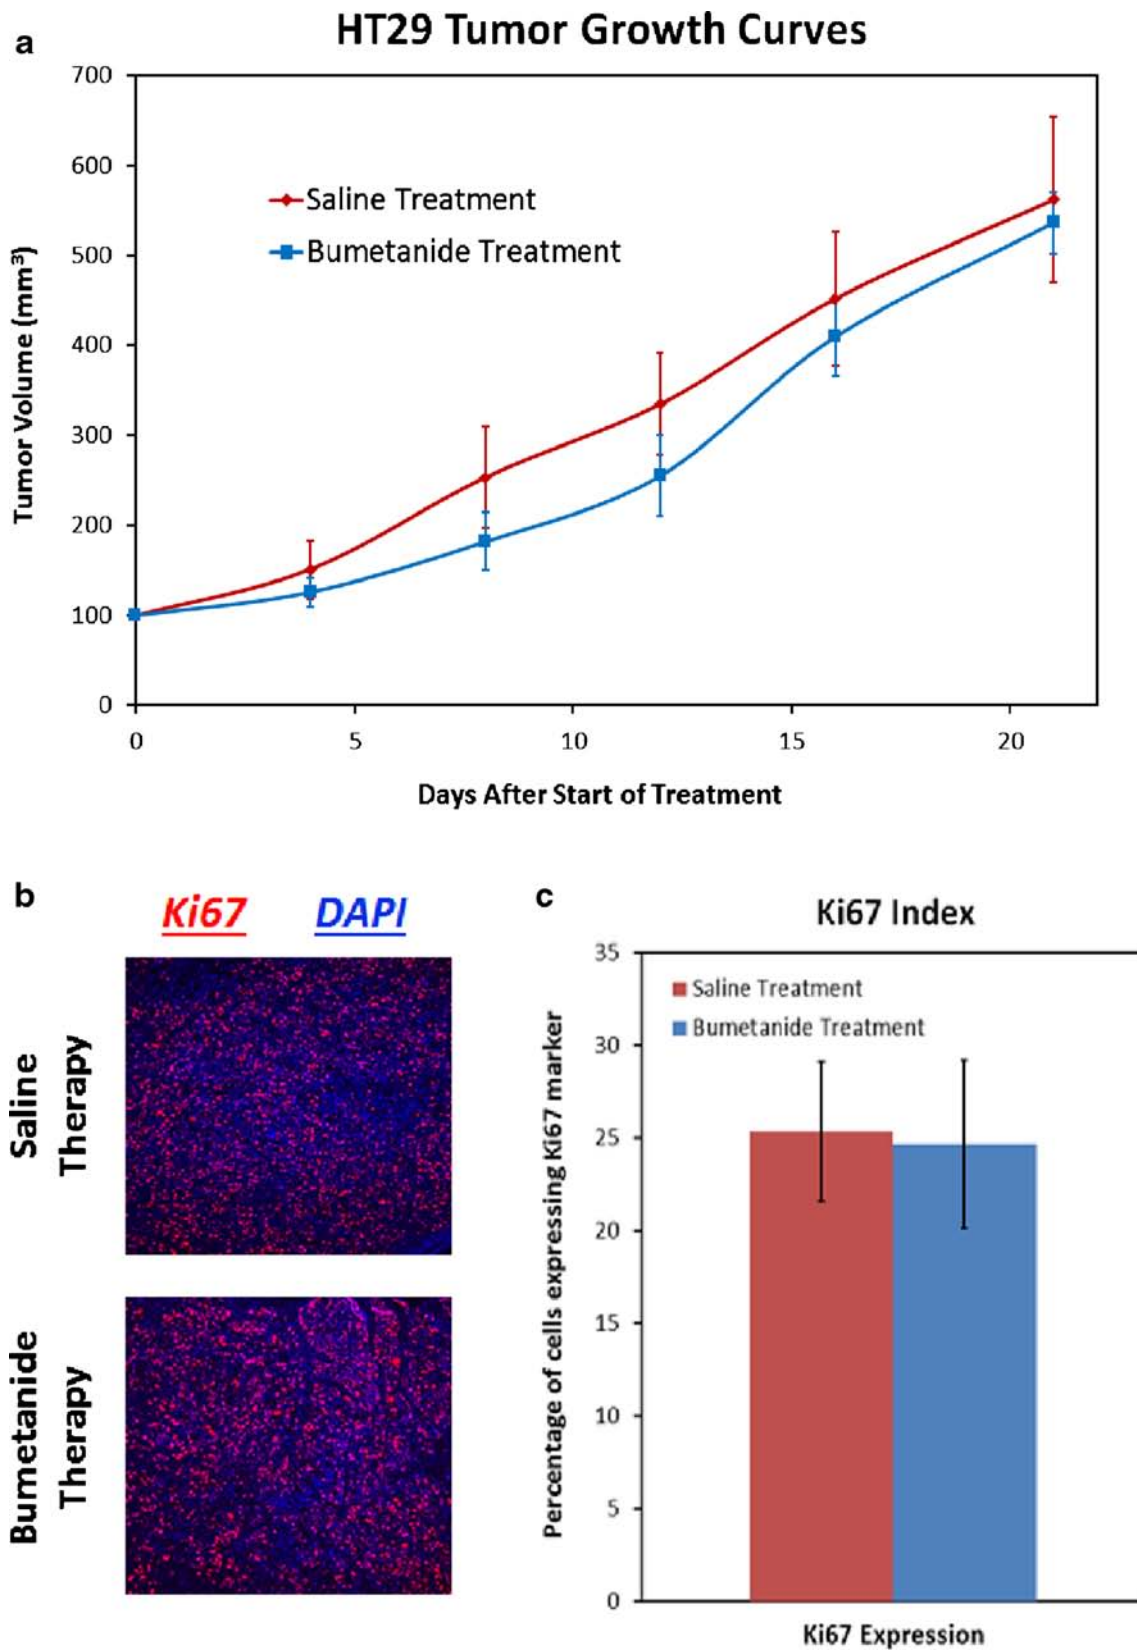 a
HT29 Tumor Growth Curves
700
600
500
400
300
200
100
0
Tumor Volume (mm³)
Saline Treatment
Bumetanide Treatment
0 5 10 15 20
Days After Start of Treatment
b
Ki67 DAPI
Saline
Therapy
Bumetanide
Therapy
c
Ki67 Index
35
30
25
20
15
10
5
0
Percentage of cells expressing Ki67 marker
Saline Treatment
Bumetanide Treatment
Ki67 Expression